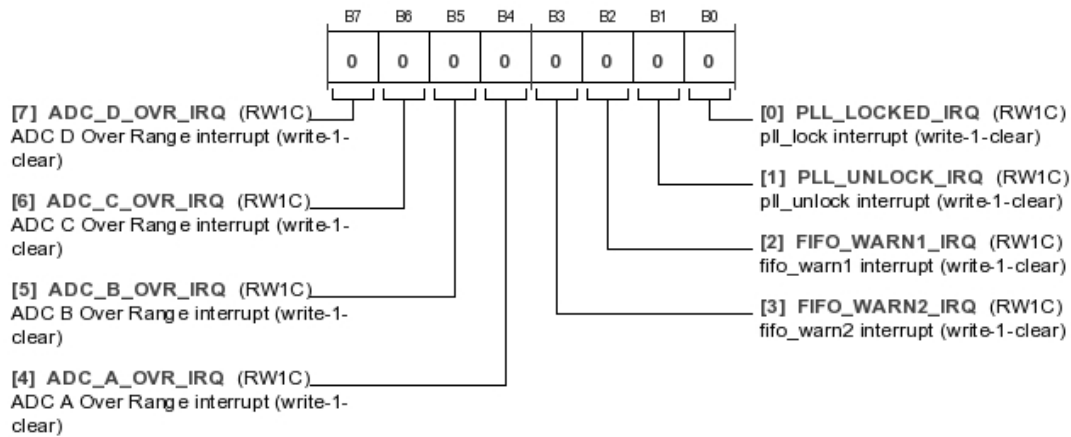 B7 B6 B5 B4 B3 B2 B1 B0
0 0 0 0 0 0 0 0
[7] ADC_D_OVR_IRQ (RW1C)
ADC D Over Range interrupt (write-1-
clear)
[6] ADC_C_OVR_IRQ (RW1C)
ADC C Over Range interrupt (write-1-
clear)
[5] ADC_B_OVR_IRQ (RW1C)
ADC B Over Range interrupt (write-1-
clear)
[4] ADC_A_OVR_IRQ (RW1C)
ADC A Over Range interrupt (write-1-
clear)
[0] PLL_LOCKED_IRQ (RW1C)
pll_lock interrupt (write-1-clear)
[1] PLL_UNLOCK_IRQ (RW1C)
pll_unlock interrupt (write-1-clear)
[2] FIFO_WARN1_IRQ (RW1C)
fifo_warn1 interrupt (write-1-clear)
[3] FIFO_WARN2_IRQ (RW1C)
fifo_warn2 interrupt (write-1-clear)